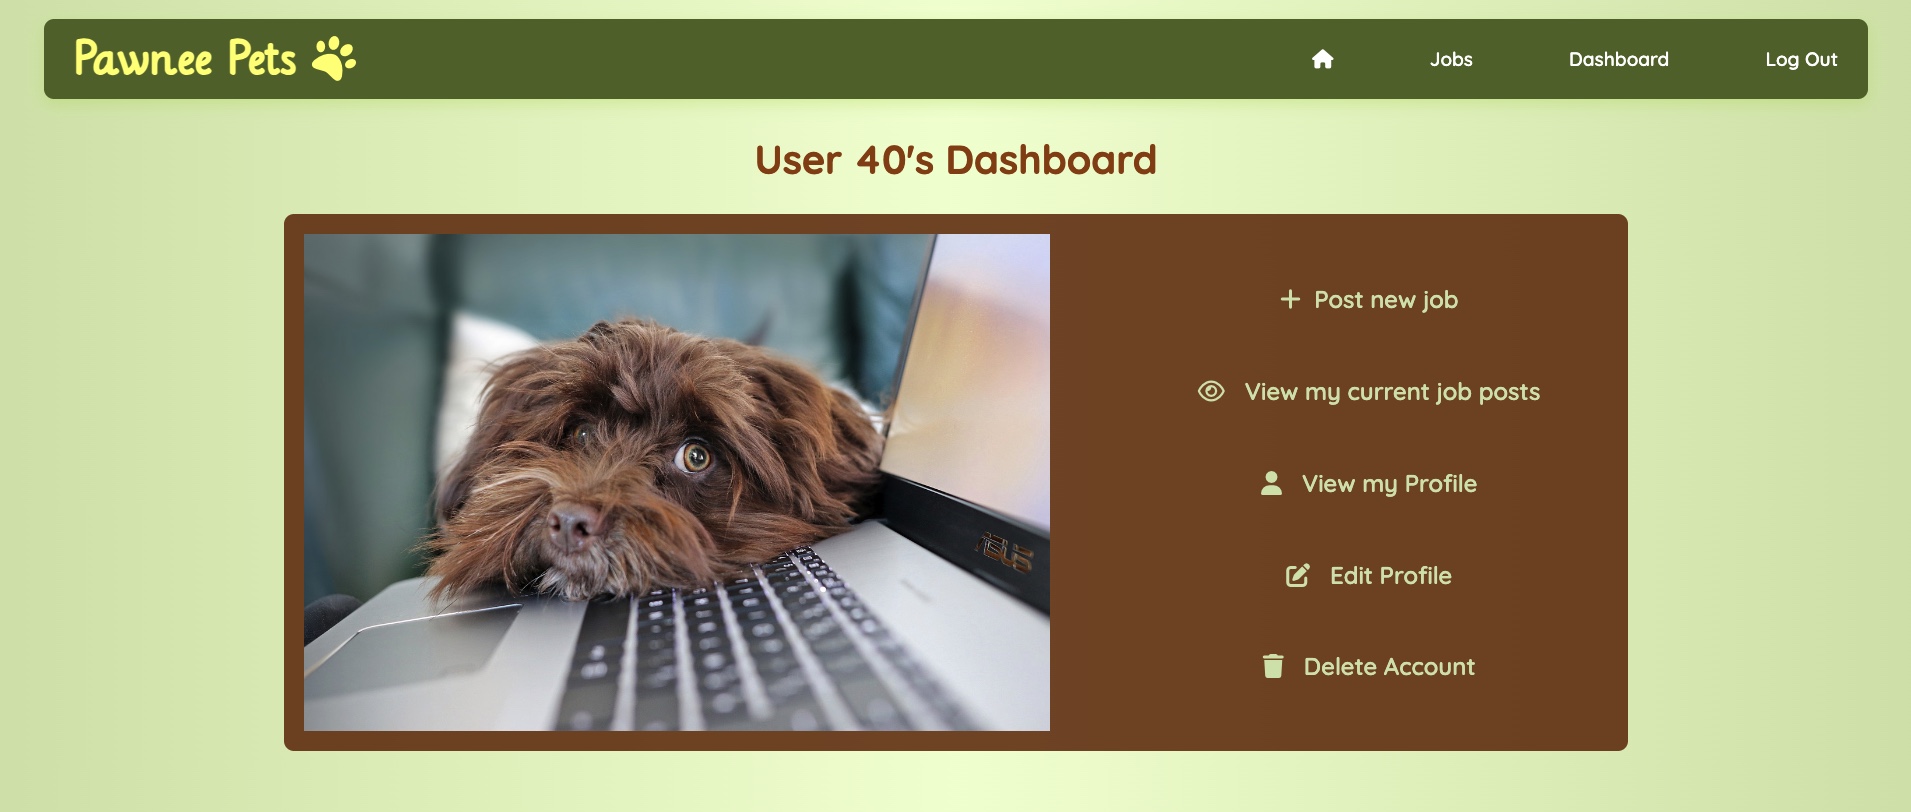 Pawnee Pets
Jobs
Dashboard
Log Out
User 40's Dashboard
Post new job
View my current job posts
View my Profile
Edit Profile
Delete Account
ASUS